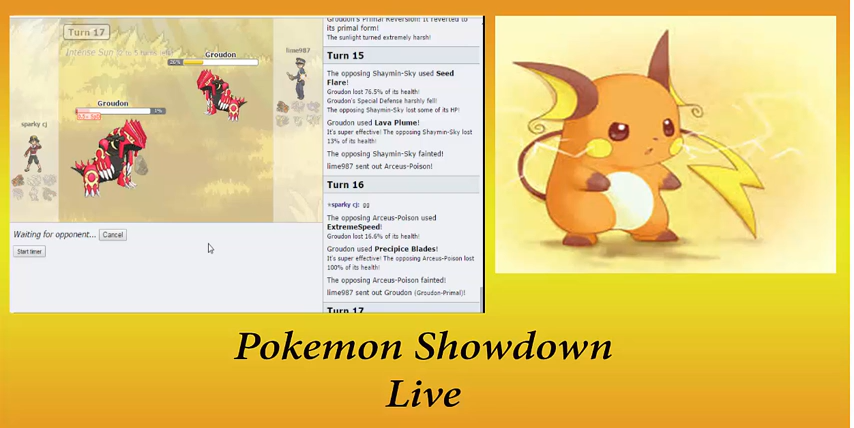 Turn 17
Intense Sun
Groudon
26%
Groudon
7%
sparky cj
lime987
Waiting for opponent... Cancel
Start timer
Groudon's Primal Reversion! It reverted to
its primal form!
The sunlight turned extremely harsh!
Turn 15
The opposing Shaymin-Sky used Seed
Flare!
Groudon lost 76.5% of its health!
Groudon's Special Defense harshly fell!
The opposing Shaymin-Sky lost some of its HP!
Groudon used Lava Plume!
It's super effective! The opposing Shaymin-Sky lost
13% of its health!
The opposing Shaymin-Sky fainted!
lime987 sent out Arceus-Poison!
Turn 16
☆sparky cj: gg
The opposing Arceus-Poison used
ExtremeSpeed!
Groudon lost 16.6% of its health!
Groudon used Precipice Blades!
It's super effective! The opposing Arceus-Poison lost
100% of its health!
The opposing Arceus-Poison fainted!
lime987 sent out Groudon (Groudon-Primal)!
Turn 17
Pokemon Showdown
Live